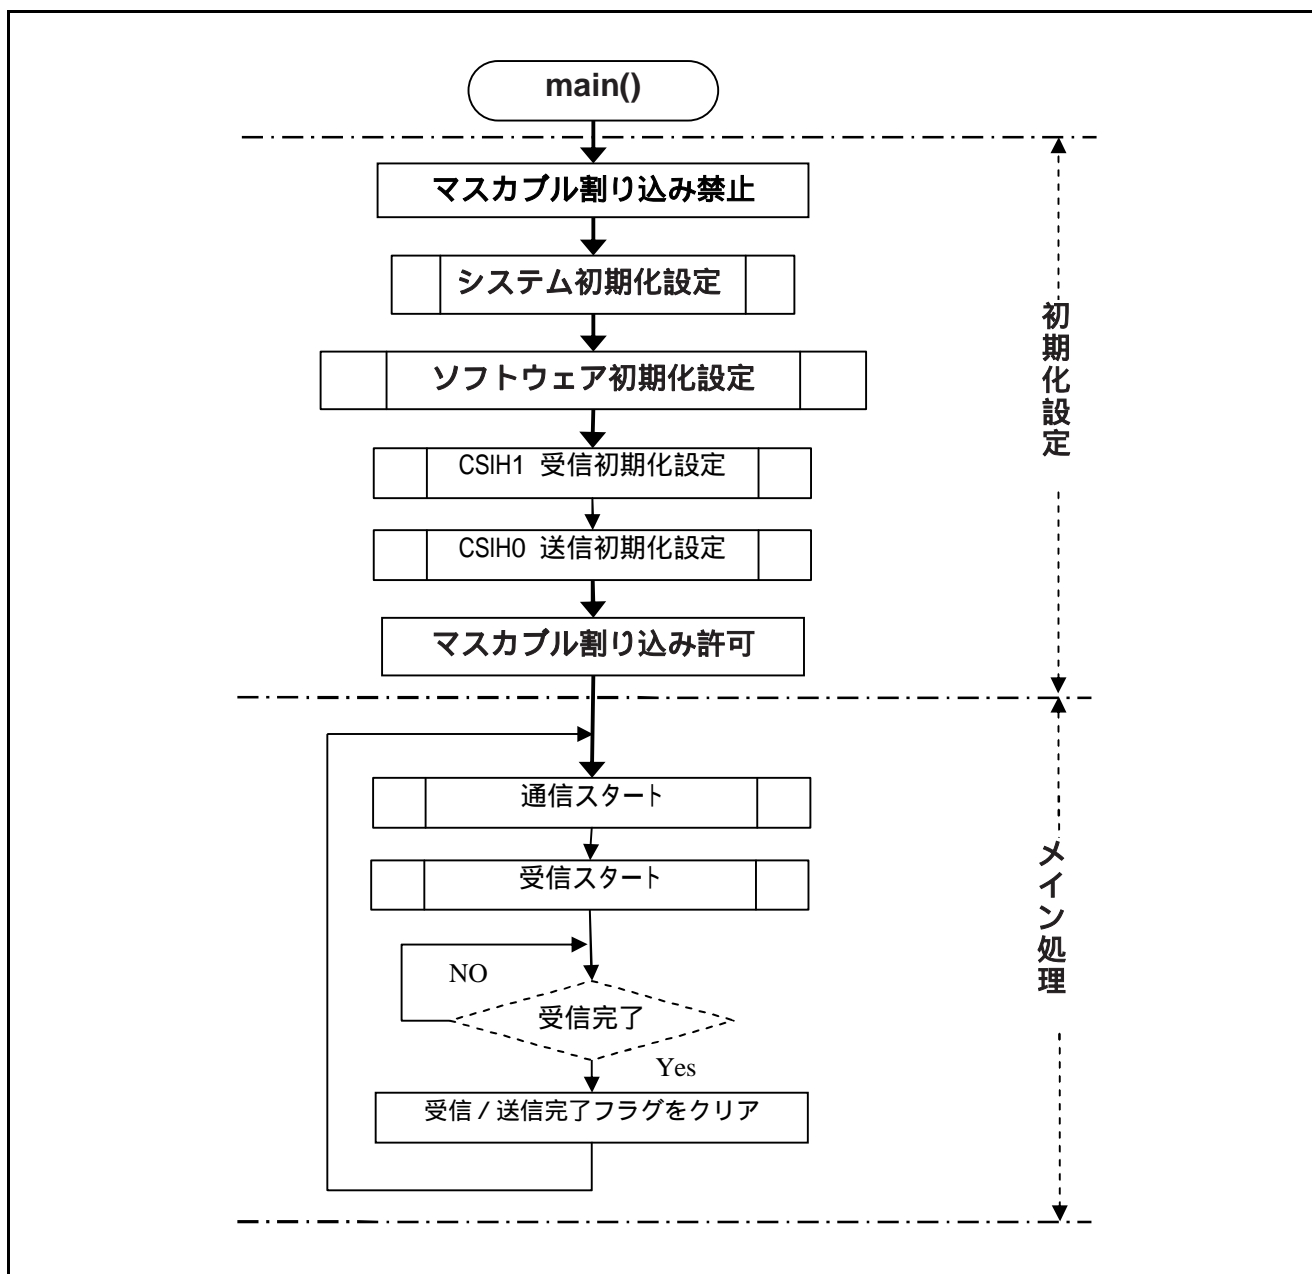 main()
マスカブル割り込み禁止
システム初期化設定
ソフトウェア初期化設定
CSIH1 受信初期化設定
CSIH0 送信初期化設定
マスカブル割り込み許可
初期化設定
通信スタート
受信スタート
NO
受信完了
Yes
受信 / 送信完了フラグをクリア
メイン処理